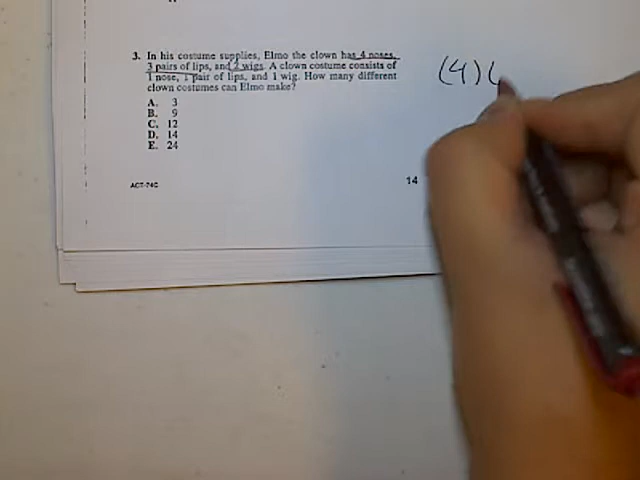 3. In his costume supplies, Elmo the clown has 4 noses,
3 pairs of lips, and 2 wigs. A clown costume consists of
1 nose, 1 pair of lips, and 1 wig. How many different
clown costumes can Elmo make?
A. 3
B. 9
C. 12
D. 14
E. 24
ACT-74C
14
(4)(